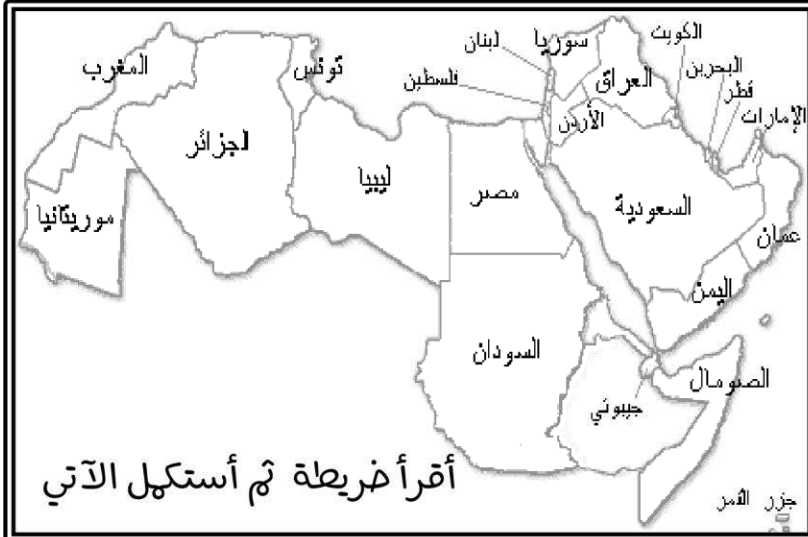 سوريا
الكويت
لبنان
البحرين
المغرب
تونس
فلسطين
العراق
قطر
الأردن
الإمارات
الجزائر
ليبيا
مصر
السعودية
موريتانيا
عمان
اليمن
السودان
الصومال
جيبوتي
أقرأ خريطة ثم أستكمل الآتي
جزر القمر